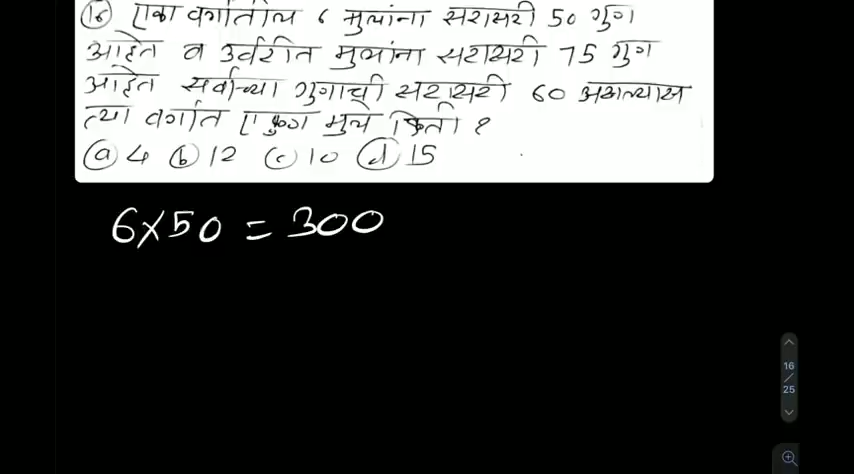 (16) एका वर्गातील 6 मुलांना सरासरी 50 गुण
आहेत व उर्वरीत मुलांना सरासरी 75 गुण
आहेत सर्वाच्या गुणाची सरासरी 60 असल्यास
त्या वर्गात एकुण मुले किती ?
(a) 4 (b) 12 (c) 10 (d) 15
6×50 = 300
16
/
25